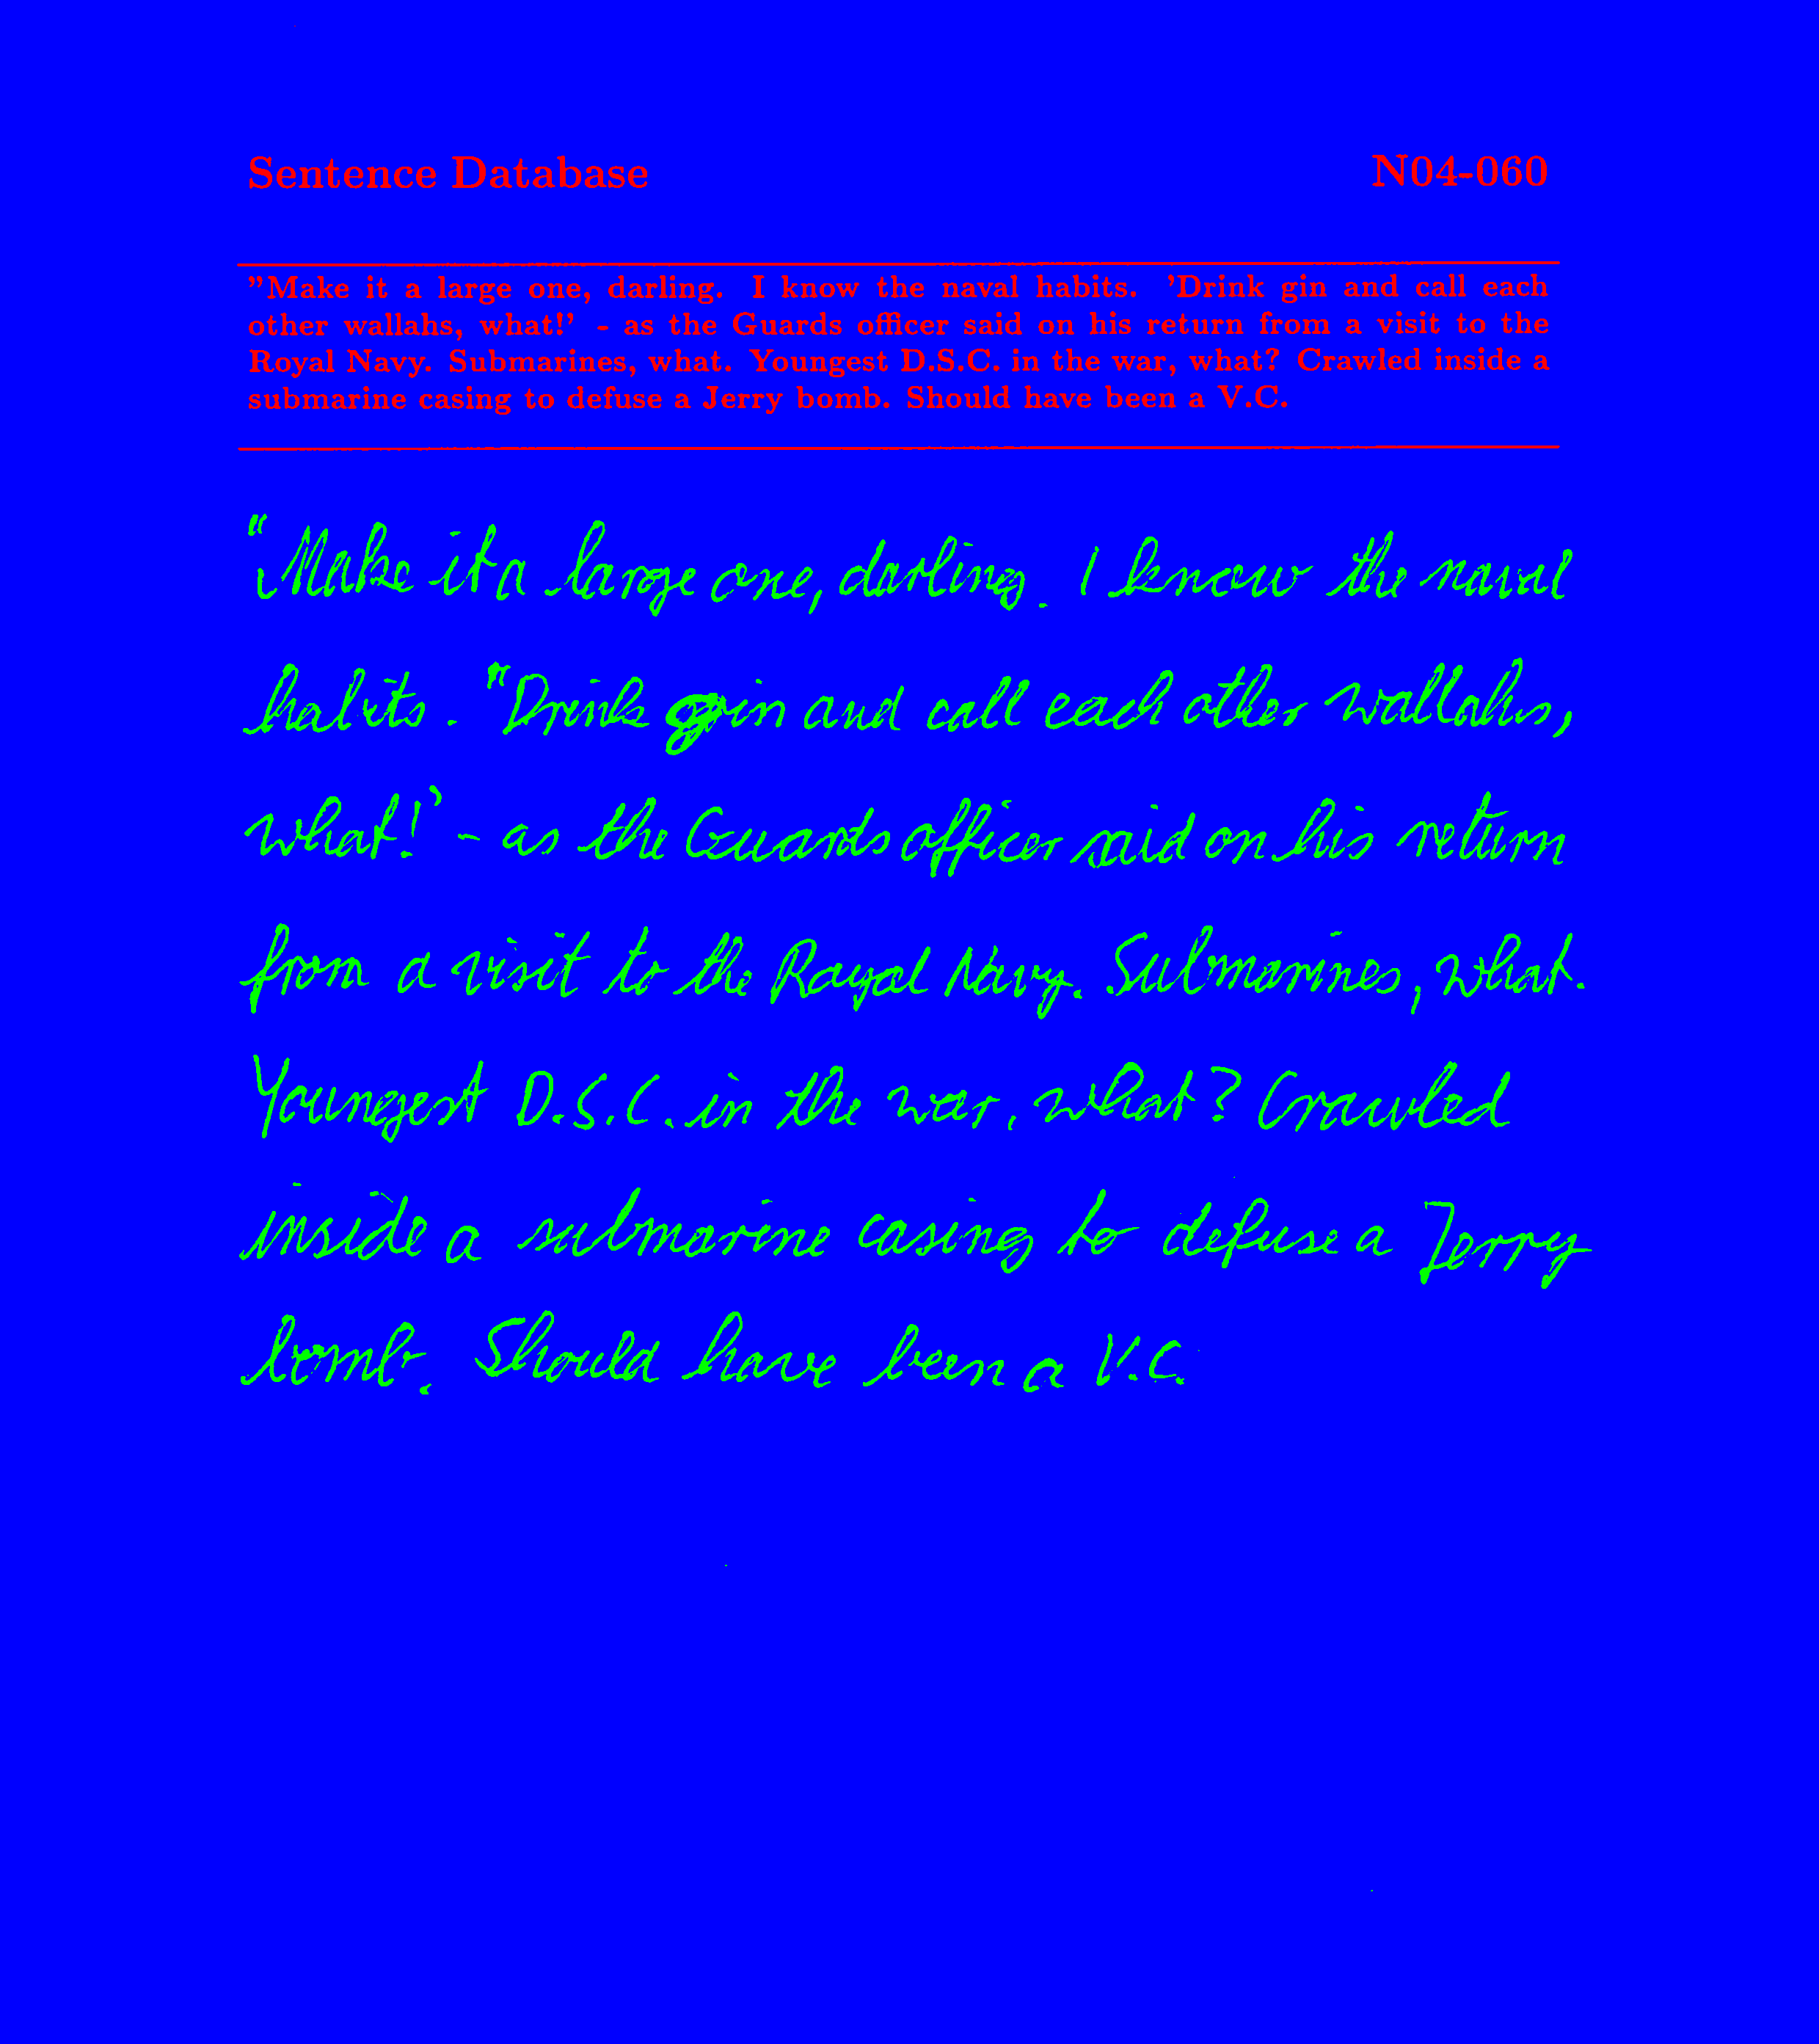 Sentence Database N04-060
"Make it a large one, darling. I know the naval habits. 'Drink gin and call each
other wallahs, what!' - as the Guards officer said on his return from a visit to the
Royal Navy. Submarines, what. Youngest D.S.C. in the war, what? Crawled inside a
submarine casing to defuse a Jerry bomb. Should have been a V.C.
"Make it a large one, darling. I know the naval
habits. "Drink gin and call each other wallahs,
what!' - as the Guards officer said on his return
from a visit to the Royal Navy. Submarines, what.
Youngest D.S.C. in the war, what? Crawled
inside a submarine casing to defuse a Jerry
bomb. Should have been a V.C.